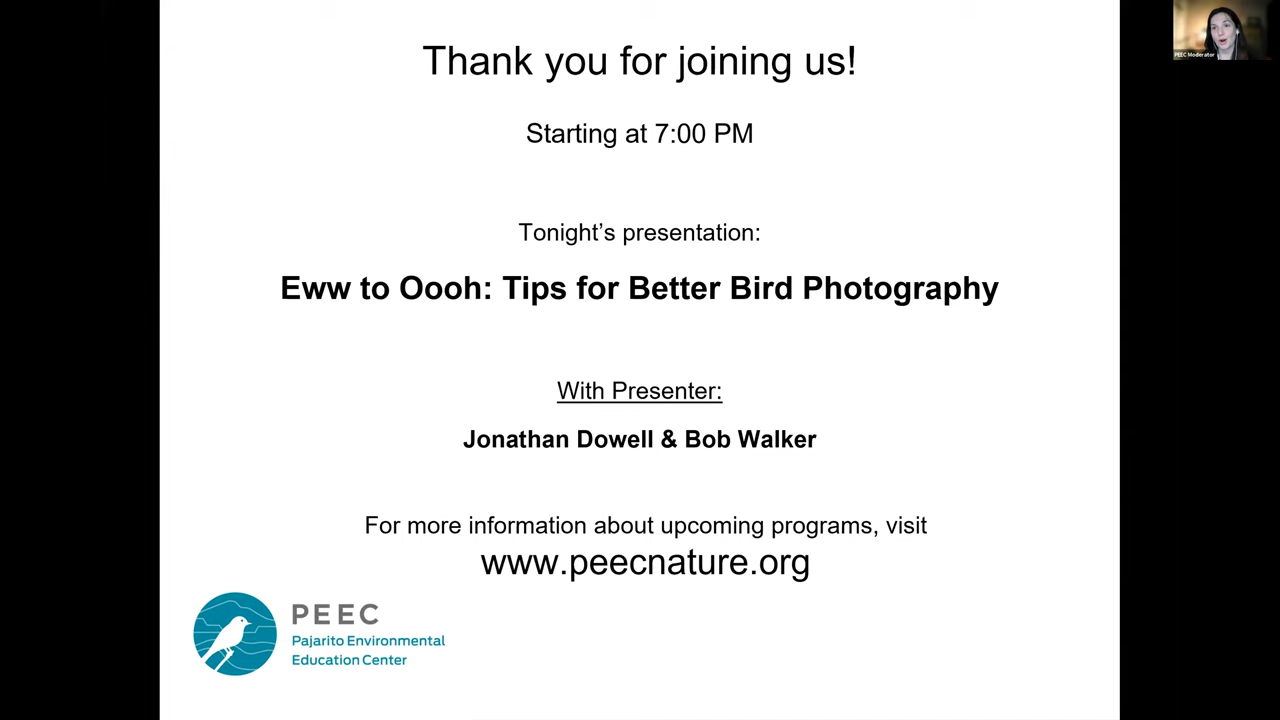 Thank you for joining us!
PEEC Moderator
Starting at 7:00 PM
Tonight’s presentation:
Eww to Oooh: Tips for Better Bird Photography
With Presenter:
Jonathan Dowell & Bob Walker
For more information about upcoming programs, visit
www.peecnature.org
PEEC
Pajarito Environmental
Education Center